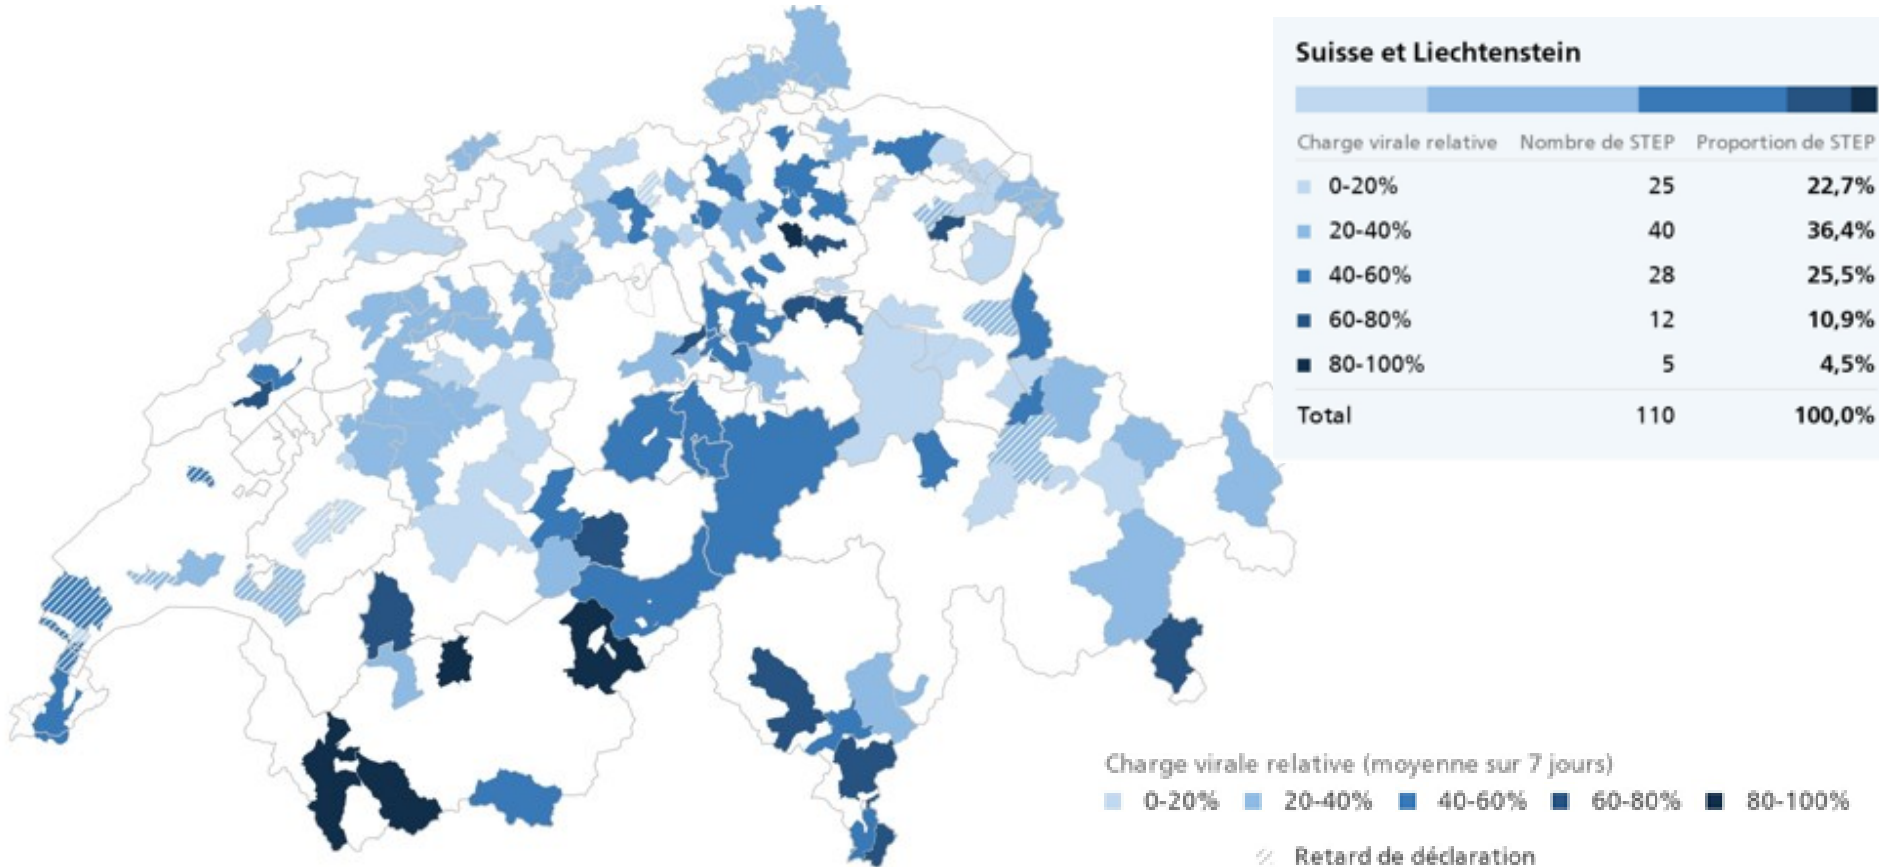 Suisse et Liechtenstein
Charge virale relative Nombre de STEP Proportion de STEP
0-20% 25 22,7%
20-40% 40 36,4%
40-60% 28 25,5%
60-80% 12 10,9%
80-100% 5 4,5%
Total 110 100,0%
Charge virale relative (moyenne sur 7 jours)
0-20% 20-40% 40-60% 60-80% 80-100%
Retard de déclaration